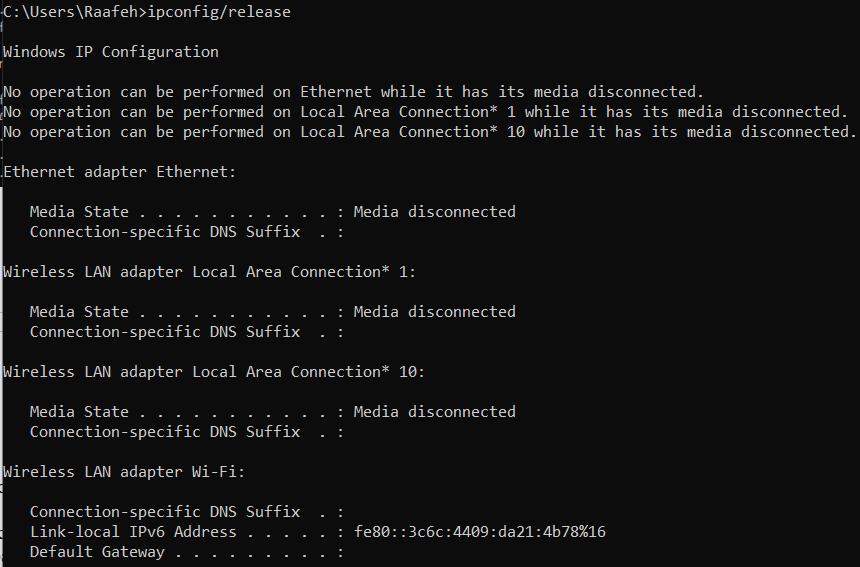 C:\Users\Raafeh>ipconfig/release
Windows IP Configuration
No operation can be performed on Ethernet while it has its media disconnected.
No operation can be performed on Local Area Connection* 1 while it has its media disconnected.
No operation can be performed on Local Area Connection* 10 while it has its media disconnected.
Ethernet adapter Ethernet:
   Media State . . . . . . . . . . . : Media disconnected
   Connection-specific DNS Suffix  . :
Wireless LAN adapter Local Area Connection* 1:
   Media State . . . . . . . . . . . : Media disconnected
   Connection-specific DNS Suffix  . :
Wireless LAN adapter Local Area Connection* 10:
   Media State . . . . . . . . . . . : Media disconnected
   Connection-specific DNS Suffix  . :
Wireless LAN adapter Wi-Fi:
   Connection-specific DNS Suffix  . :
   Link-local IPv6 Address . . . . . : fe80::3c6c:4409:da21:4b78%16
   Default Gateway . . . . . . . . . :